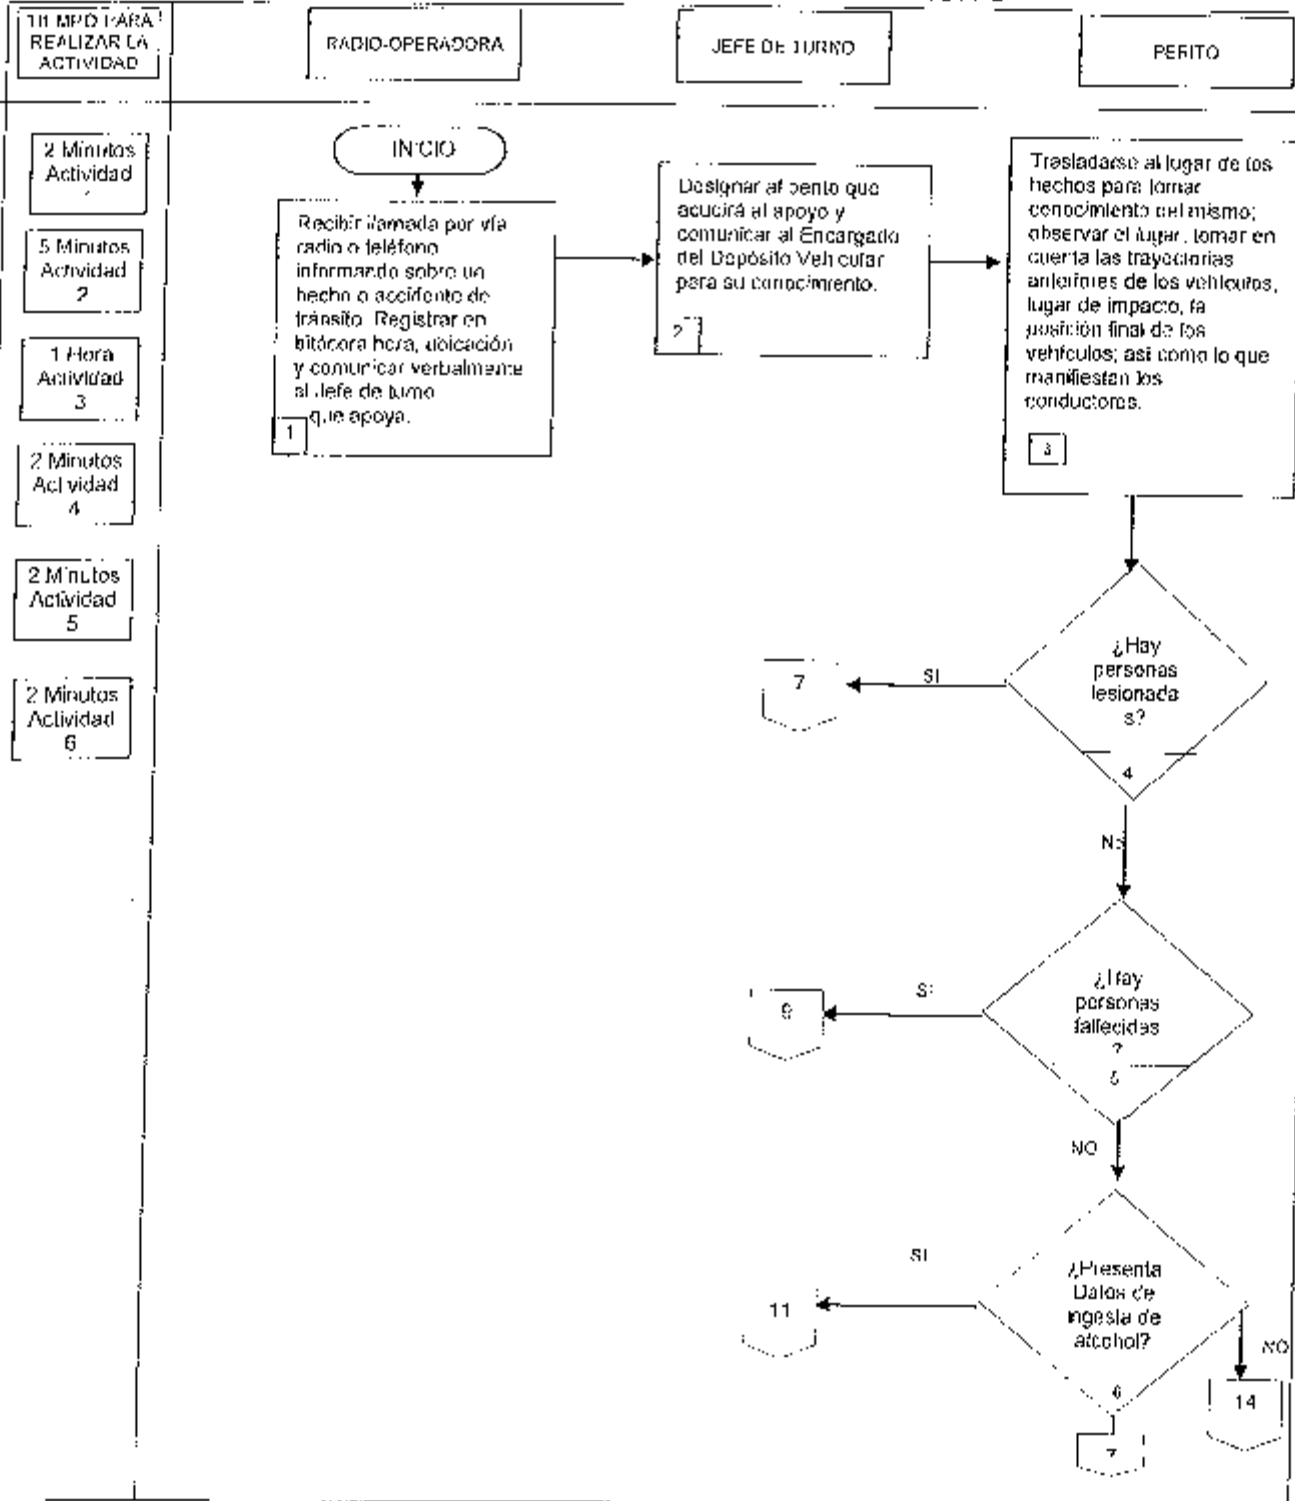 TIEMPO PARA
REALIZAR LA
ACTIVIDAD
RADIO-OPERADORA
JEFE DE TURNO
PERITO
2 Minutos
Actividad
5 Minutos
Actividad
2
1 Hora
Actividad
3
2 Minutos
Actividad
4
2 Minutos
Actividad
5
2 Minutos
Actividad
6
INICIO
Recibir llamada por vía
radio o teléfono
informando sobre un
hecho o accidente de
tránsito. Registrar en
bitácora hora, ubicación
y comunicar verbalmente
al Jefe de turno
que apoya.
1
Designar al perito que
acudirá al apoyo y
comunicar al Encargado
del Depósito Vehicular
para su conocimiento.
2
Trasladarse al lugar de los
hechos para tomar
conocimiento del mismo;
observar el lugar, tomar en
cuenta las trayectorias
anteriores de los vehículos,
lugar de impacto, la
posición final de los
vehículos; así como lo que
manifiestan los
conductores.
3
¿Hay
personas
lesionada
s?
4
SI
7
No
¿Hay
personas
fallecidas
?
5
SI
9
NO
¿Presenta
Datos de
ingesta de
alcohol?
6
SI
11
NO
14
7